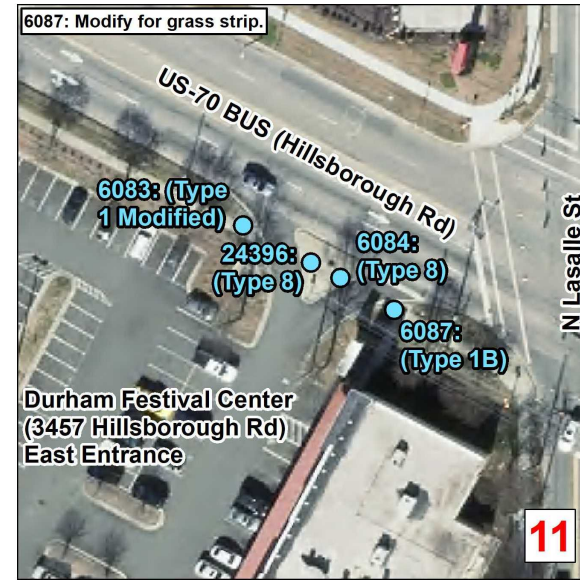 6087: Modify for grass strip.
US-70 BUS (Hillsborough Rd)
6083: (Type
1 Modified)
24396:
(Type 8)
6084:
(Type 8)
6087:
(Type 1B)
N Lasalle St
Durham Festival Center
(3457 Hillsborough Rd)
East Entrance
11